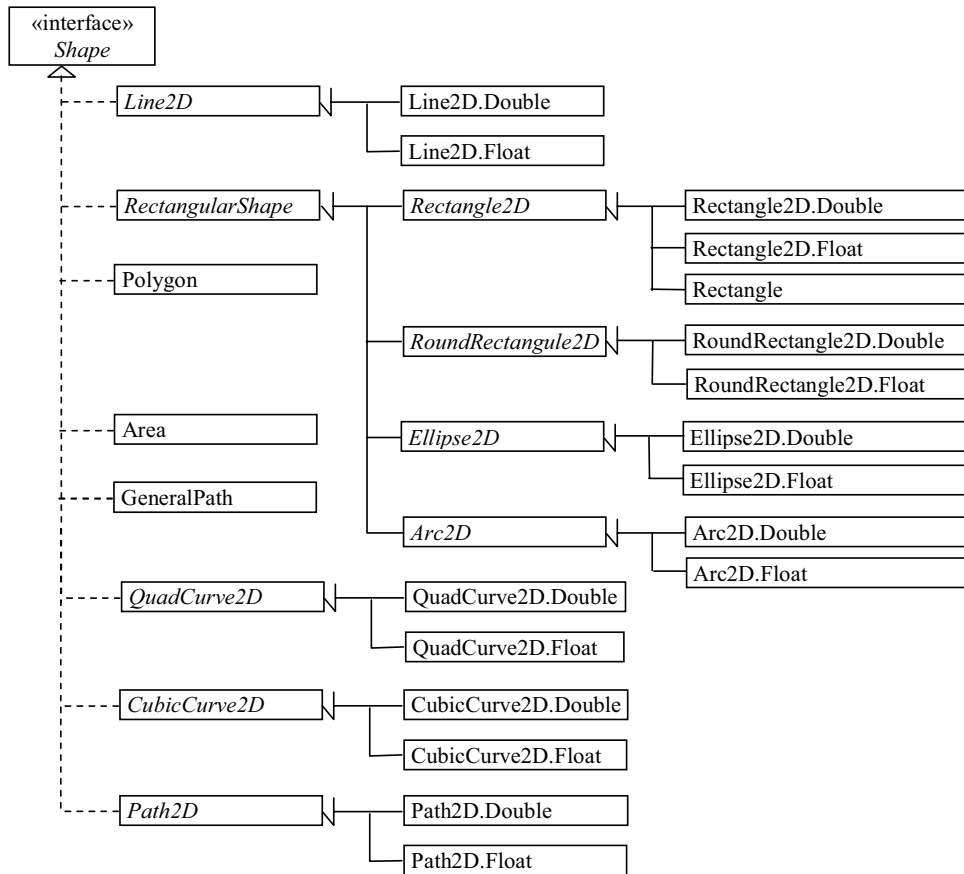 «interface»
Shape
Line2D
Line2D.Double
Line2D.Float
RectangularShape
Rectangle2D
Rectangle2D.Double
Rectangle2D.Float
Rectangle
Polygon
RoundRectangule2D
RoundRectangle2D.Double
RoundRectangle2D.Float
Area
Ellipse2D
Ellipse2D.Double
Ellipse2D.Float
GeneralPath
Arc2D
Arc2D.Double
Arc2D.Float
QuadCurve2D
QuadCurve2D.Double
QuadCurve2D.Float
CubicCurve2D
CubicCurve2D.Double
CubicCurve2D.Float
Path2D
Path2D.Double
Path2D.Float